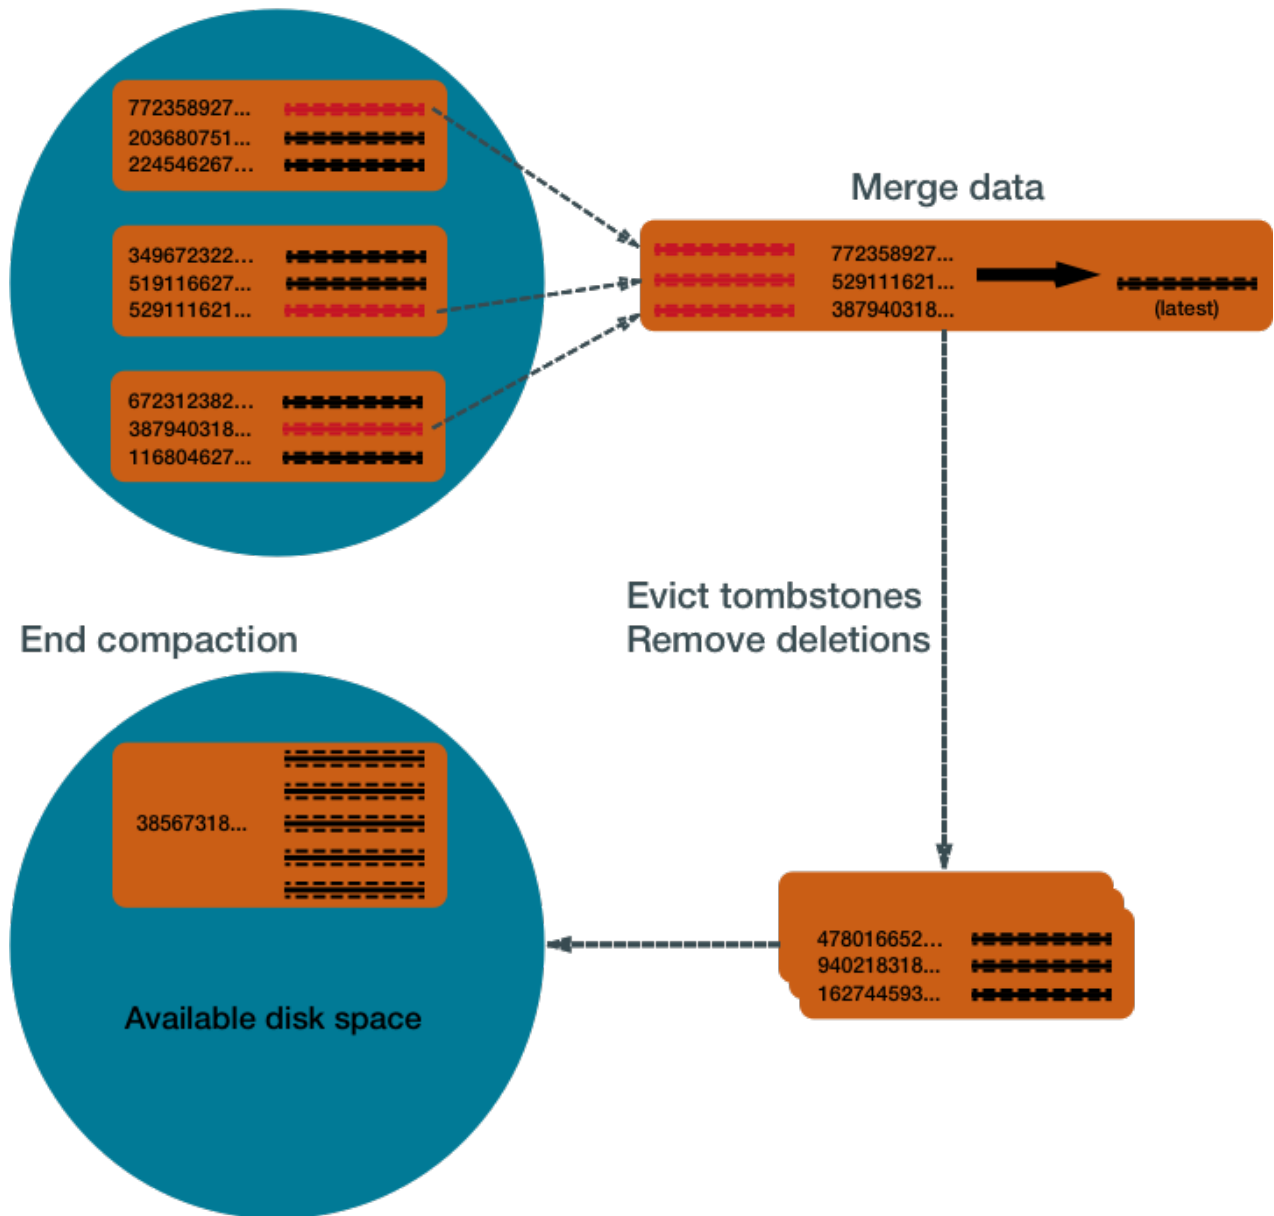 772358927...
203680751...
224546267...
349672322...
519116627...
529111621...
672312382...
387940318...
116804627...
Merge data
772358927...
529111621...
387940318...
(latest)
Evict tombstones
Remove deletions
478016652...
940218318...
162744593...
End compaction
38567318...
Available disk space